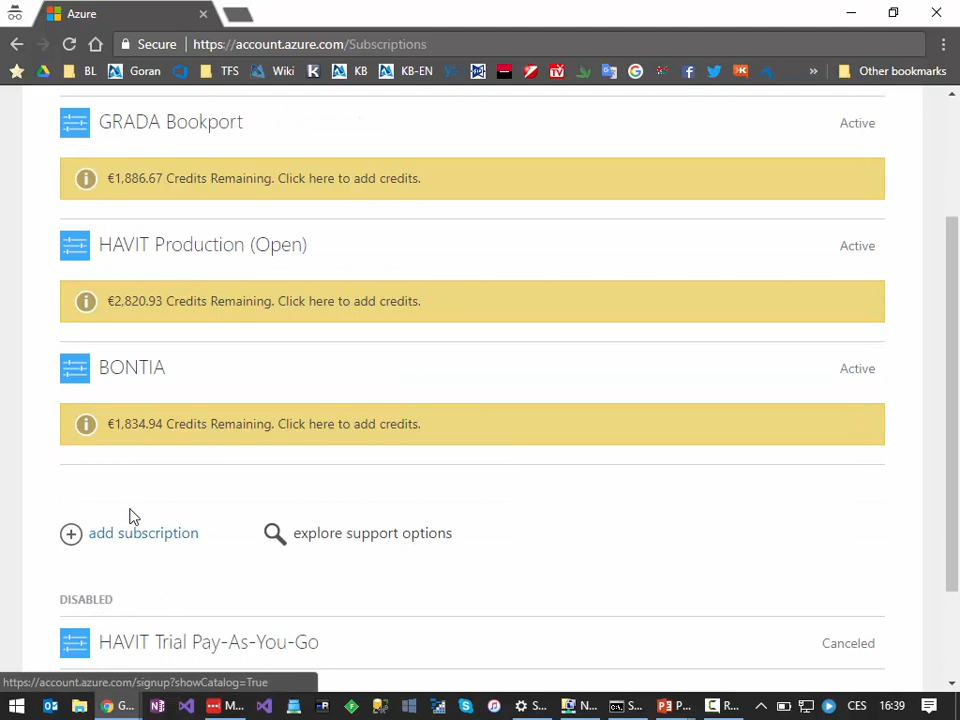 Azure
Secure https://account.azure.com/Subscriptions
BL Goran TFS Wiki KB KB-EN » Other bookmarks
GRADA Bookport Active
€1,886.67 Credits Remaining. Click here to add credits.
HAVIT Production (Open) Active
€2,820.93 Credits Remaining. Click here to add credits.
BONTIA Active
€1,834.94 Credits Remaining. Click here to add credits.
add subscription explore support options
DISABLED
HAVIT Trial Pay-As-You-Go Canceled
https://account.azure.com/signup?showCatalog=True
G... M... S... N... S... P... R... CES 16:39